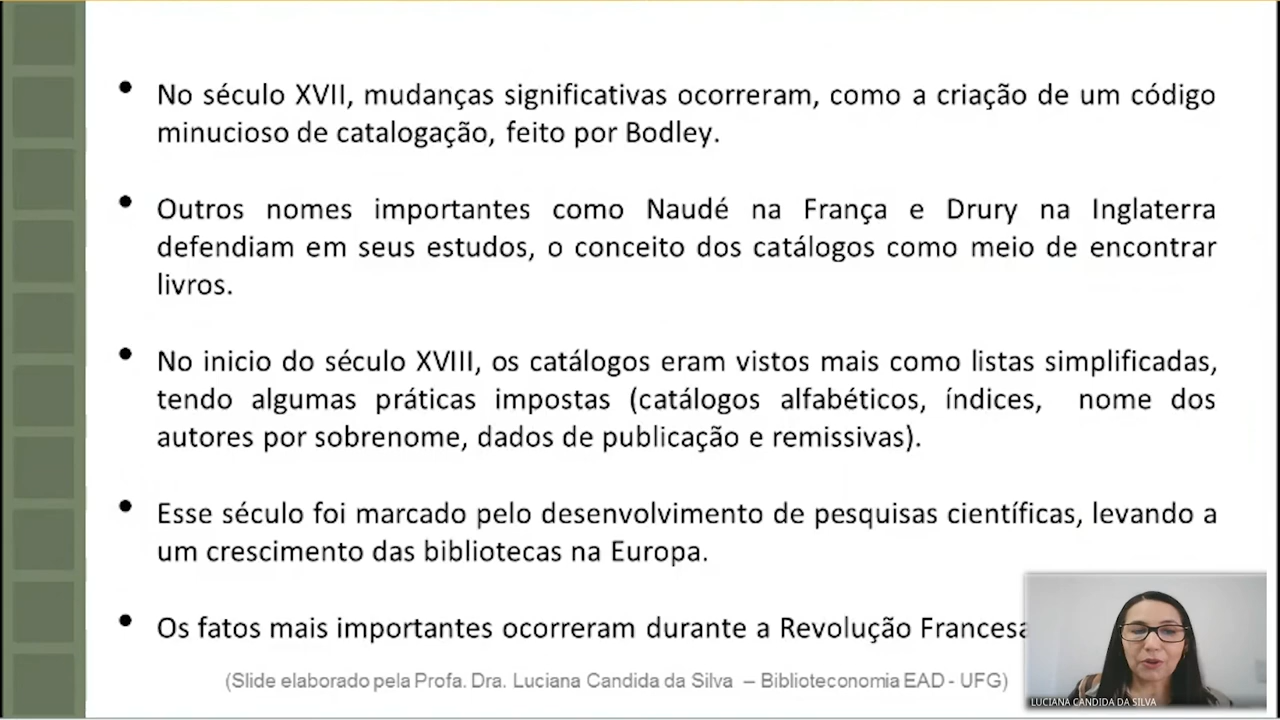 • No século XVII, mudanças significativas ocorreram, como a criação de um código
minucioso de catalogação, feito por Bodley.
• Outros nomes importantes como Naudé na França e Drury na Inglaterra
defendiam em seus estudos, o conceito dos catálogos como meio de encontrar
livros.
• No inicio do século XVIII, os catálogos eram vistos mais como listas simplificadas,
tendo algumas práticas impostas (catálogos alfabéticos, índices, nome dos
autores por sobrenome, dados de publicação e remissivas).
• Esse século foi marcado pelo desenvolvimento de pesquisas científicas, levando a
um crescimento das bibliotecas na Europa.
• Os fatos mais importantes ocorreram durante a Revolução Francesa
(Slide elaborado pela Profa. Dra. Luciana Candida da Silva – Biblioteconomia EAD - UFG)
LUCIANA CANDIDA DA SILVA